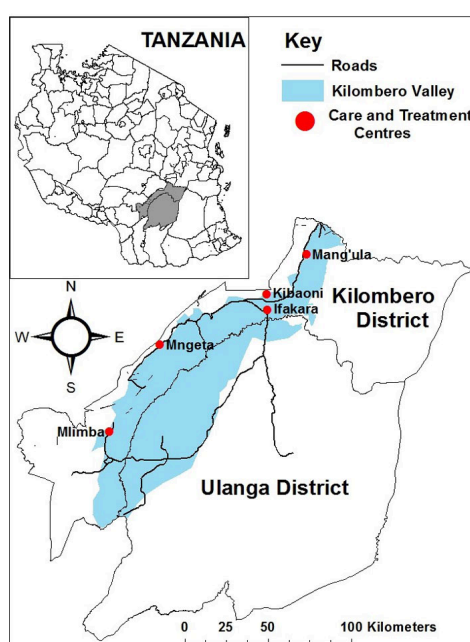 TANZANIA
Key
Roads
Kilombero Valley
Care and Treatment
Centres
N
W
E
S
Mang'ula
Kibaoni
Ifakara
Kilombero
District
Mngeta
Mlimba
Ulanga District
0 25 50 100 Kilometers